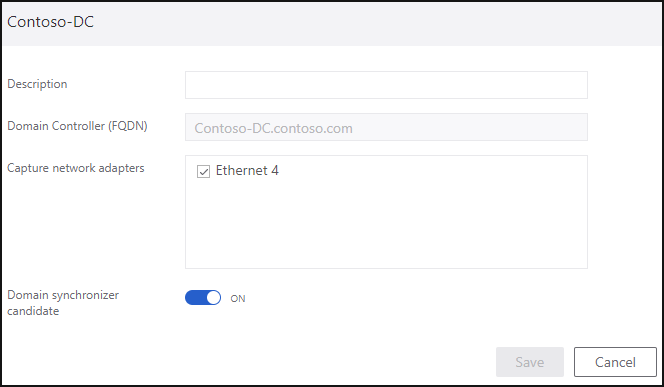 Contoso-DC
Description
Domain Controller (FQDN)
Contoso-DC.contoso.com
Capture network adapters
Ethernet 4
Domain synchronizer
candidate
ON
Save
Cancel